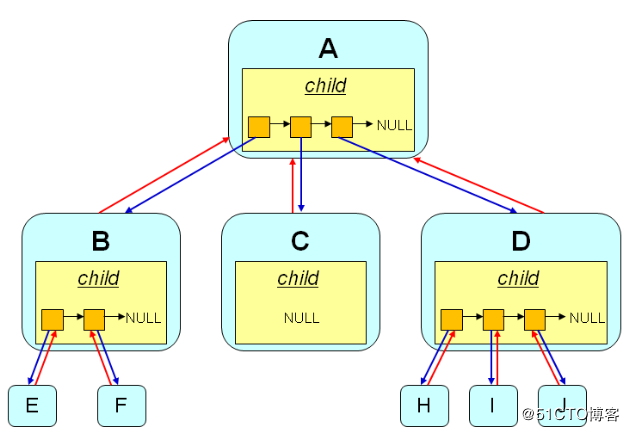 A
child
NULL
B
C
D
child
child
child
NULL
NULL
NULL
E
F
H
I
J
@51CTO博客